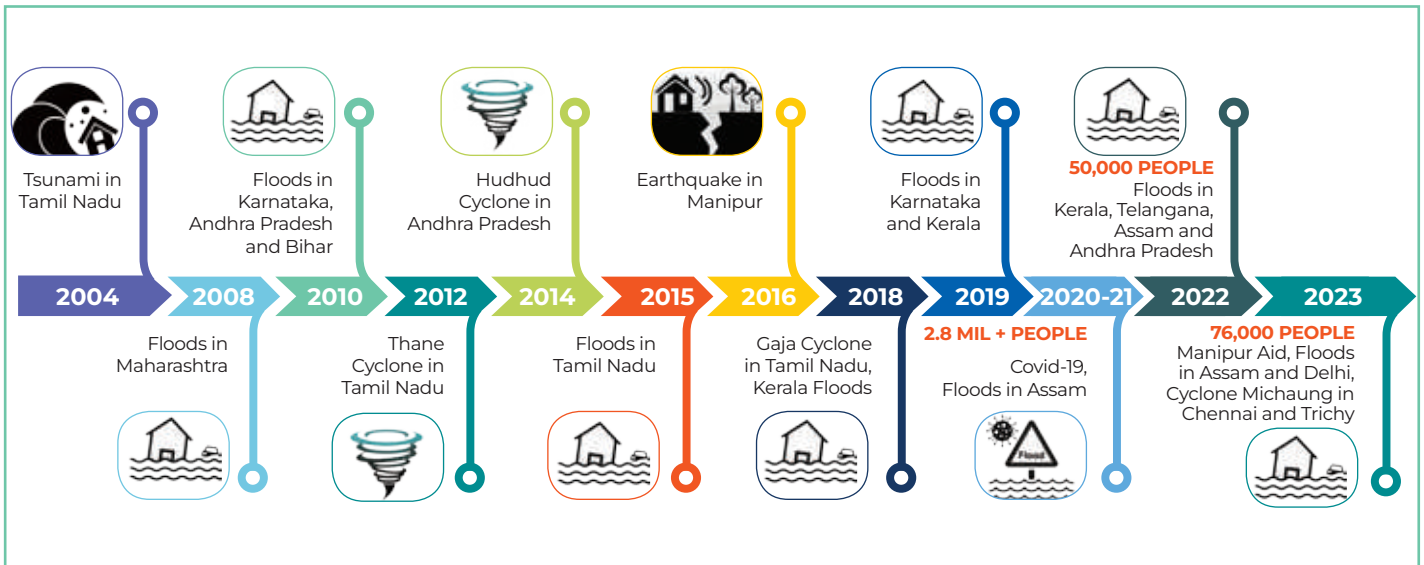 Tsunami in
Tamil Nadu
Floods in
Karnataka,
Andhra Pradesh
and Bihar
Hudhud
Cyclone in
Andhra Pradesh
Earthquake in
Manipur
Floods in
Karnataka
and Kerala
50,000 PEOPLE
Floods in
Kerala, Telangana,
Assam and
Andhra Pradesh
2004
2008
2010
2012
2014
2015
2016
2018
2019
2020-21
2022
2023
Floods in
Maharashtra
Thane
Cyclone in
Tamil Nadu
Floods in
Tamil Nadu
Gaja Cyclone
in Tamil Nadu,
Kerala Floods
2.8 MIL + PEOPLE
Covid-19,
Floods in Assam
Flood
76,000 PEOPLE
Manipur Aid, Floods
in Assam and Delhi,
Cyclone Michaung in
Chennai and Trichy